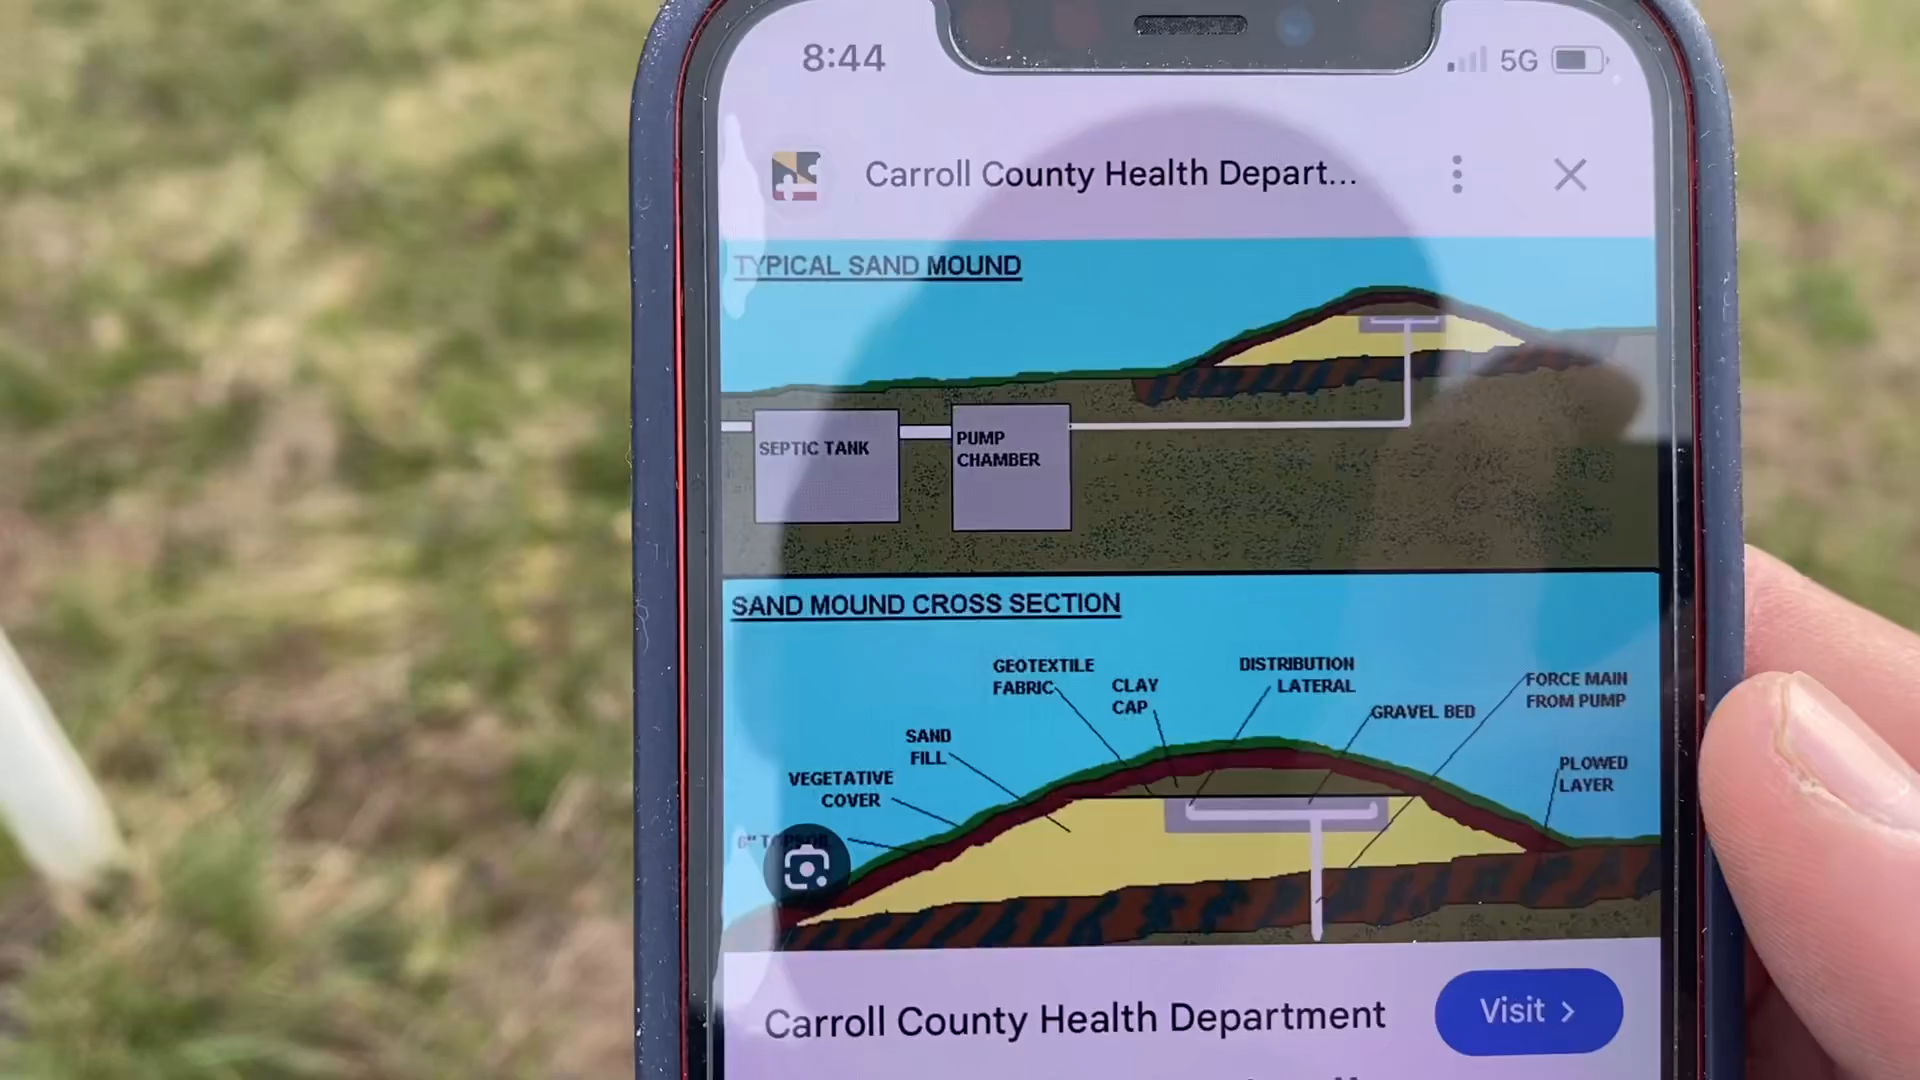 8:44
5G
Carroll County Health Depart...
TYPICAL SAND MOUND
SEPTIC TANK
PUMP
CHAMBER
SAND MOUND CROSS SECTION
GEOTEXTILE
FABRIC
CLAY
CAP
DISTRIBUTION
LATERAL
GRAVEL BED
FORCE MAIN
FROM PUMP
SAND
FILL
VEGETATIVE
COVER
PLOWED
LAYER
6"
Carroll County Health Department
Visit >